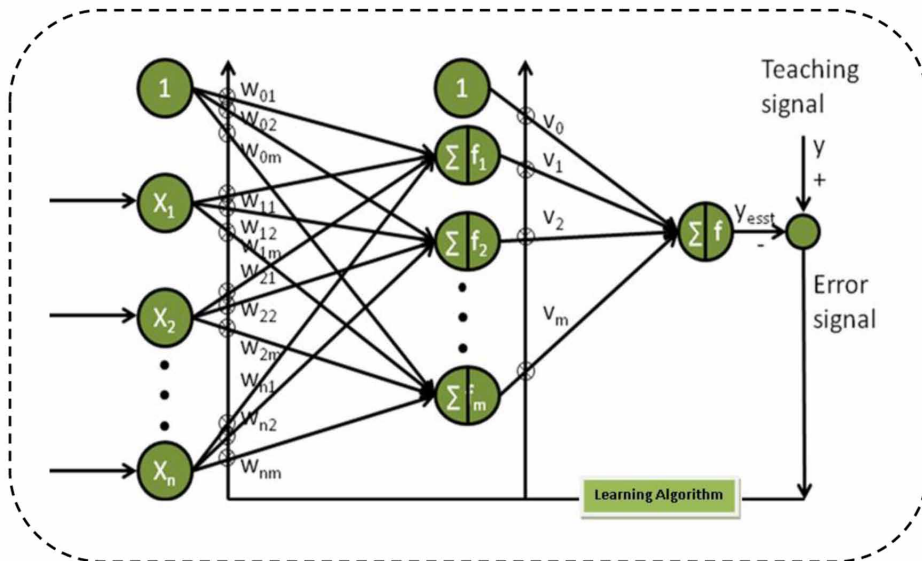 1
X1
X2
Xn
W01
W02
W0m
W11
W12
W1m
W21
W22
W2m
Wn1
Wn2
Wnm
1
Σ f1
Σ f2
Σ fm
V0
V1
V2
Vm
Σ f
yesst
-
Teaching
signal
y
+
Error
signal
Learning Algorithm